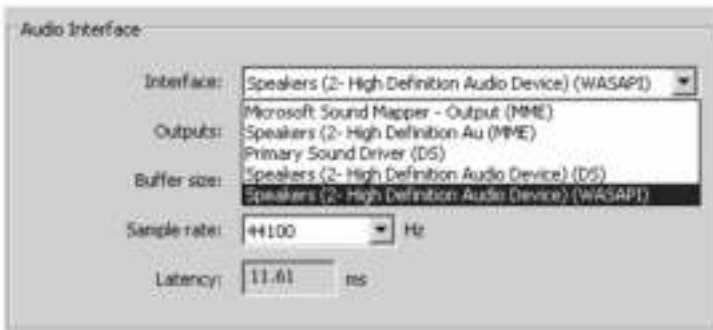 Audio Interface
Interface: Speakers (2- High Definition Audio Device) (WASAPI)
Microsoft Sound Mapper - Output (MME)
Outputs: Speakers (2- High Definition Au (MME)
Primary Sound Driver (DS)
Buffer size: Speakers (2- High Definition Audio Device) (DS)
Speakers (2- High Definition Audio Device) (WASAPI)
Sample rate: 44100 Hz
Latency: 11.61 ms